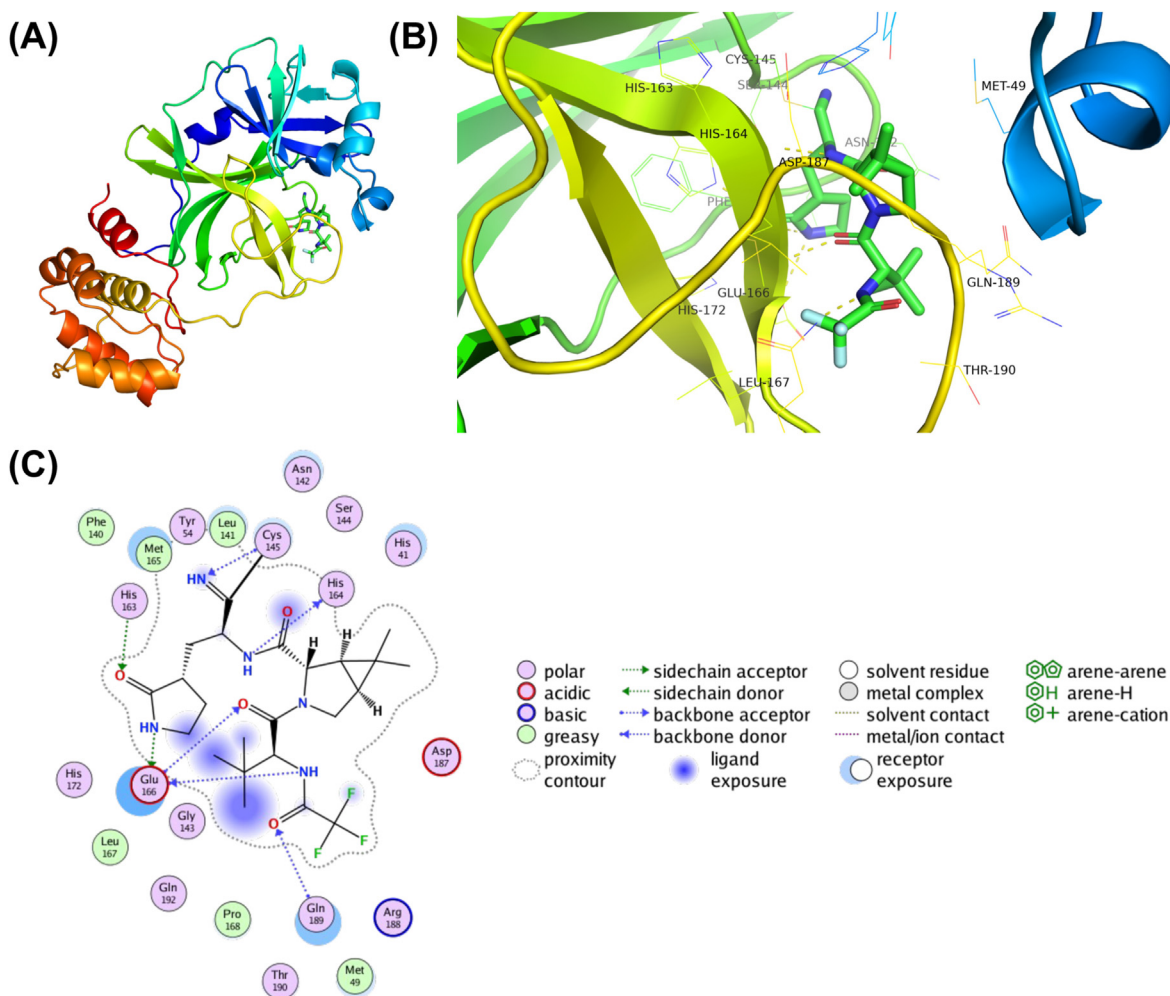 (A)
(B)
CYS-145
HIS-163
MET-49
HIS-164
ASP-187
PHE
GLU-166
GLN-189
HIS-172
THR-190
LEU-167
(C)
Asn
142
Ser
144
Phe
140
Tyr
54
Leu
141
Cys
145
His
41
Met
165
HN
His
164
His
163
O
H
N
H
O
O
N
H
NH
O
Asp
187
His
172
Glu
166
NH
Gly
143
F
O
F
F
Leu
167
Gln
192
Pro
168
Gln
189
Arg
188
Thr
190
Met
49
polar
acidic
basic
greasy
proximity
contour
sidechain acceptor
sidechain donor
backbone acceptor
backbone donor
ligand
exposure
solvent residue
metal complex
solvent contact
metal/ion contact
receptor
exposure
arene-arene
H arene-H
+ arene-cation